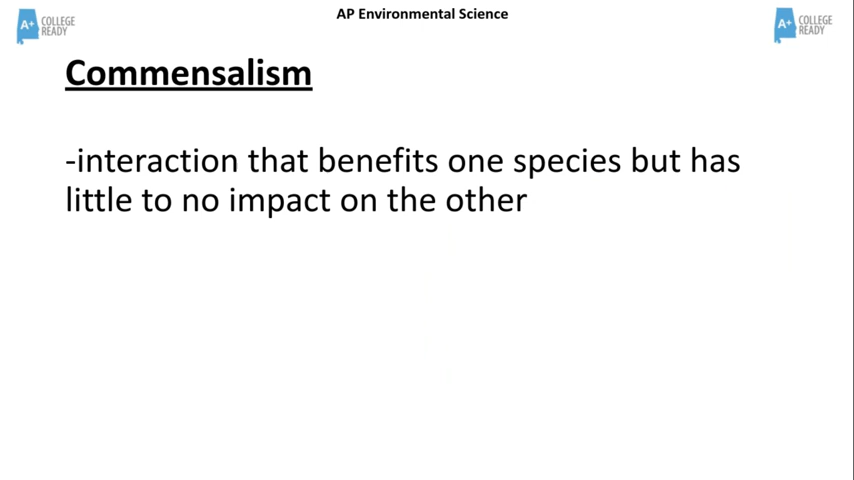 AP Environmental Science
A+ COLLEGE
READY
A+ COLLEGE
READY
Commensalism
-interaction that benefits one species but has
little to no impact on the other